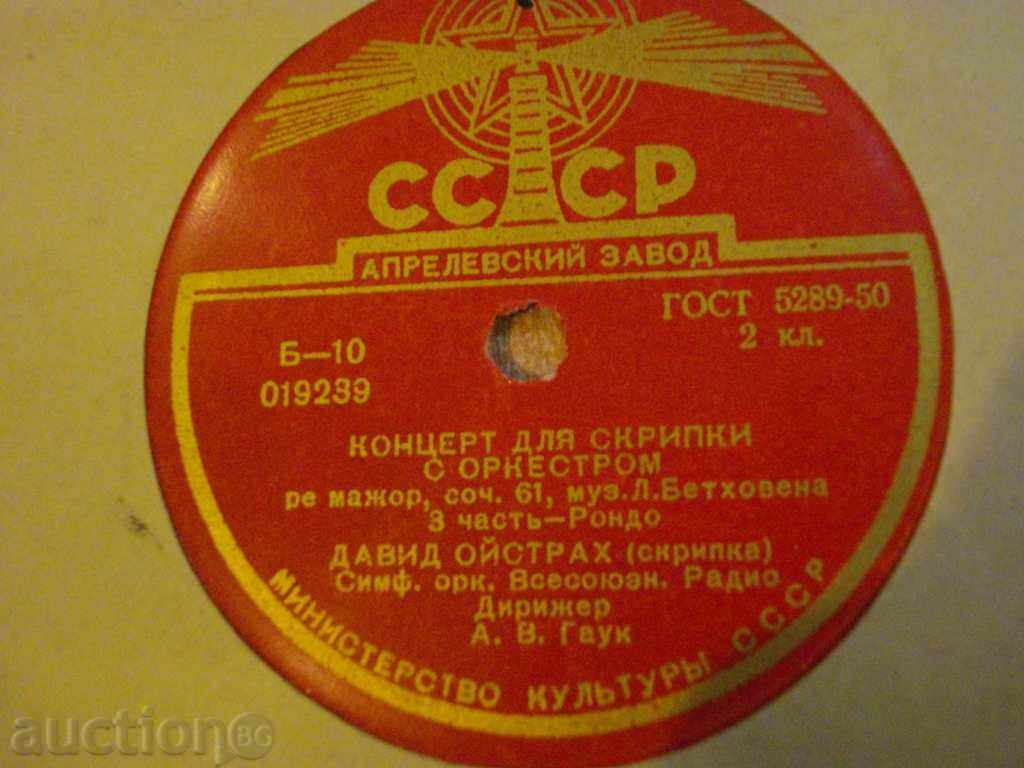 СССР
АПРЕЛЕВСКИЙ ЗАВОД
ГОСТ 5289-50
2 кл.
Б—10
019239
КОНЦЕРТ ДЛЯ СКРИПКИ
С ОРКЕСТРОМ
ре мажор, соч. 61, муз.Л.Бетховена
3 часть—Рондо
ДАВИД ОЙСТРАХ (скрипка)
Симф. орк. Всесоюзн. Радио
Дирижер
А. В. Гаук
МИНИСТЕРСТВО КУЛЬТУРЫ СССР
auction BG